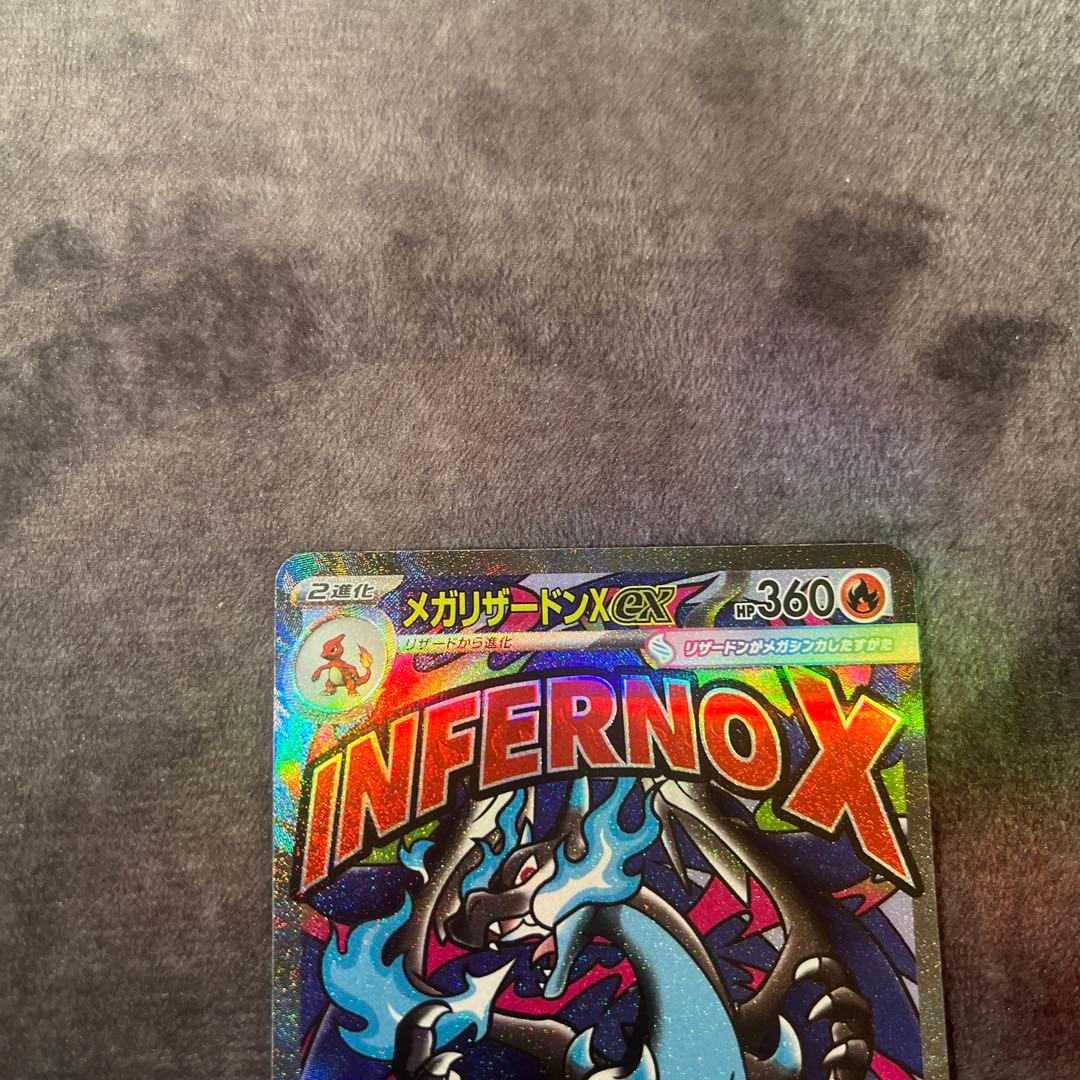 2進化
メガリザードンXex
HP360
リザードから進化
リザードンがメガシンカしたすがた
INFERNO X